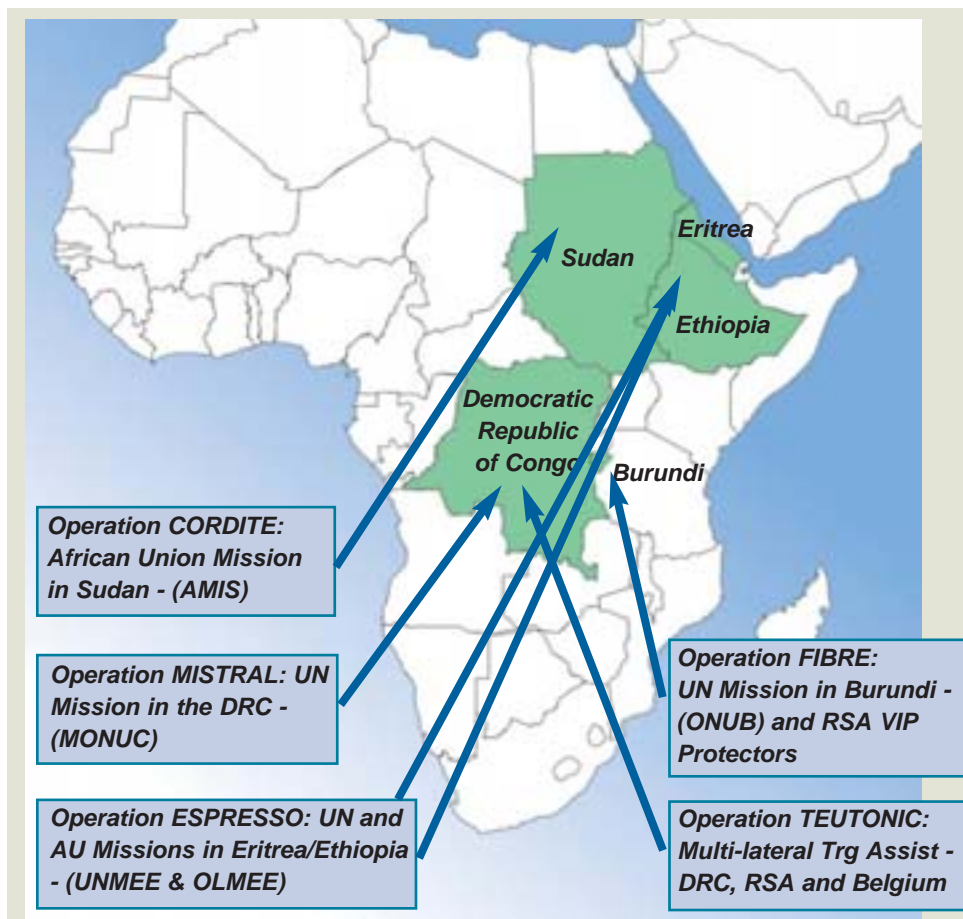 Eritrea
Sudan
Ethiopia
Democratic
Republic
of Congo
Burundi
Operation CORDITE:
African Union Mission
in Sudan - (AMIS)
Operation MISTRAL: UN
Mission in the DRC -
(MONUC)
Operation ESPRESSO: UN and
AU Missions in Eritrea/Ethiopia
- (UNMEE & OLMEE)
Operation FIBRE:
UN Mission in Burundi -
(ONUB) and RSA VIP
Protectors
Operation TEUTONIC:
Multi-lateral Trg Assist -
DRC, RSA and Belgium